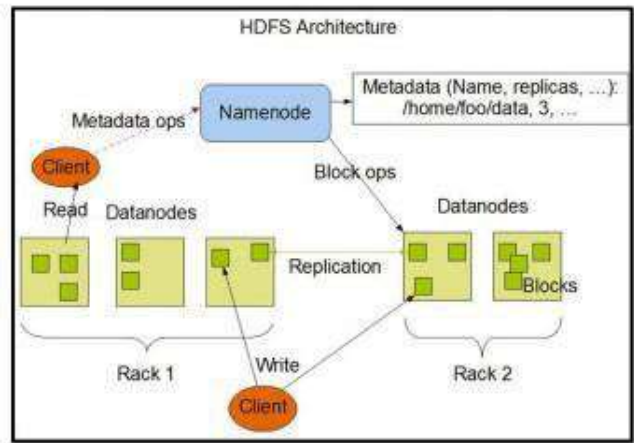 HDFS Architecture
Metadata (Name, replicas, …):
/home/foo/data, 3, …
Namenode
Metadata ops
Client
Block ops
Read
Datanodes
Datanodes
Replication
Blocks
Write
Rack 1
Rack 2
Client